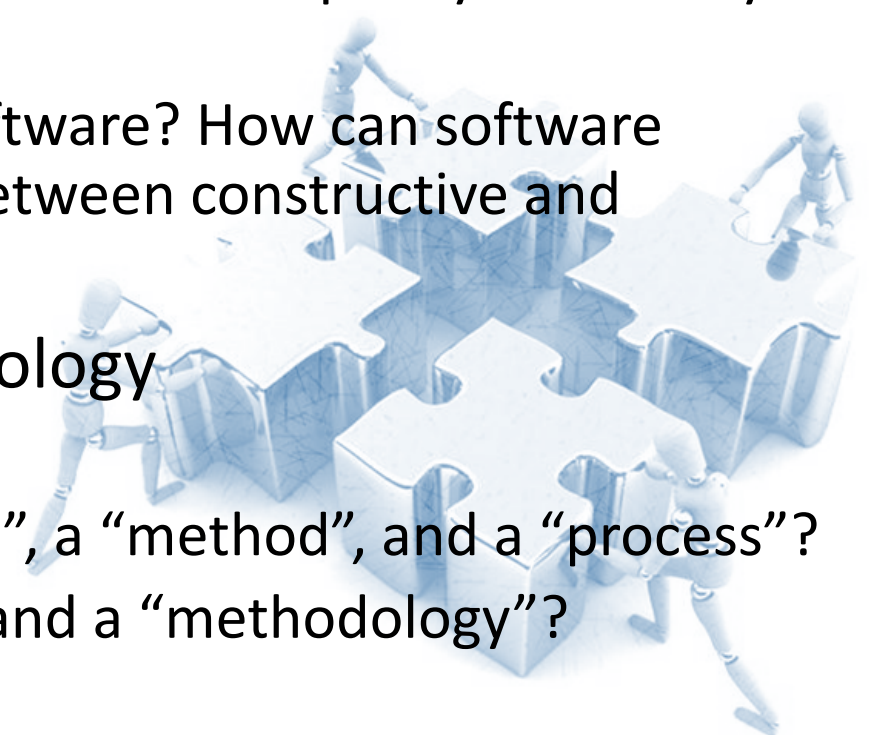 ftware? How can software
etween constructive and
ology
”, a “method”, and a “process”?
and a “methodology”?